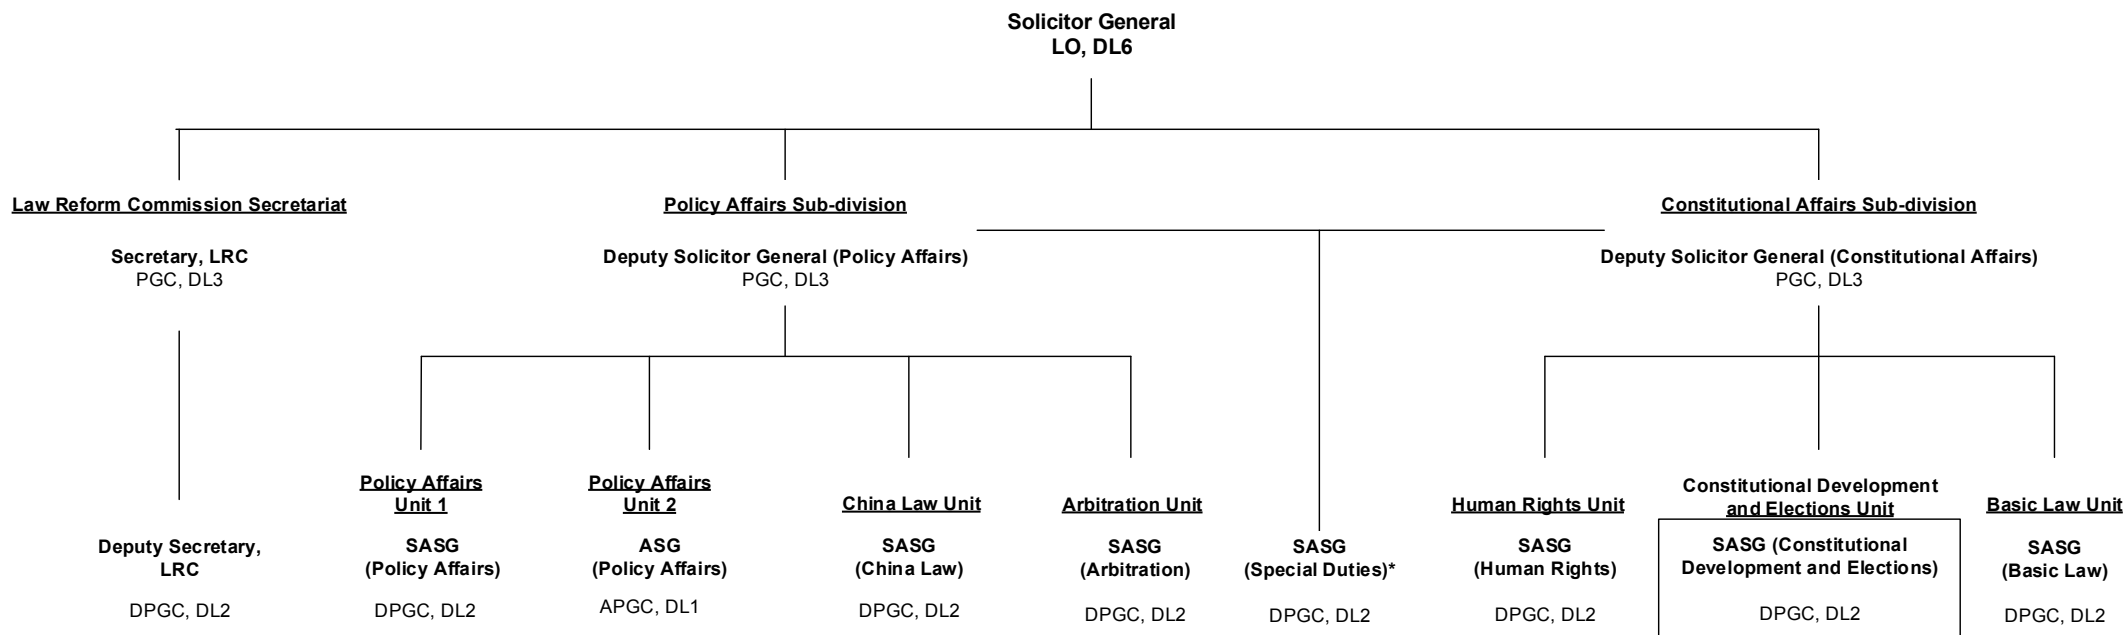 Solicitor General
LO, DL6
Law Reform Commission Secretariat
Policy Affairs Sub-division
Constitutional Affairs Sub-division
Secretary, LRC
PGC, DL3
Deputy Solicitor General (Policy Affairs)
PGC, DL3
Deputy Solicitor General (Constitutional Affairs)
PGC, DL3
Deputy Secretary,
LRC
DPGC, DL2
Policy Affairs
Unit 1
SASG
(Policy Affairs)
DPGC, DL2
Policy Affairs
Unit 2
ASG
(Policy Affairs)
APGC, DL1
China Law Unit
SASG
(China Law)
DPGC, DL2
Arbitration Unit
SASG
(Arbitration)
DPGC, DL2
SASG
(Special Duties)*
DPGC, DL2
Human Rights Unit
SASG
(Human Rights)
DPGC, DL2
Constitutional Development
and Elections Unit
SASG (Constitutional
Development and Elections)
DPGC, DL2
Basic Law Unit
SASG
(Basic Law)
DPGC, DL2